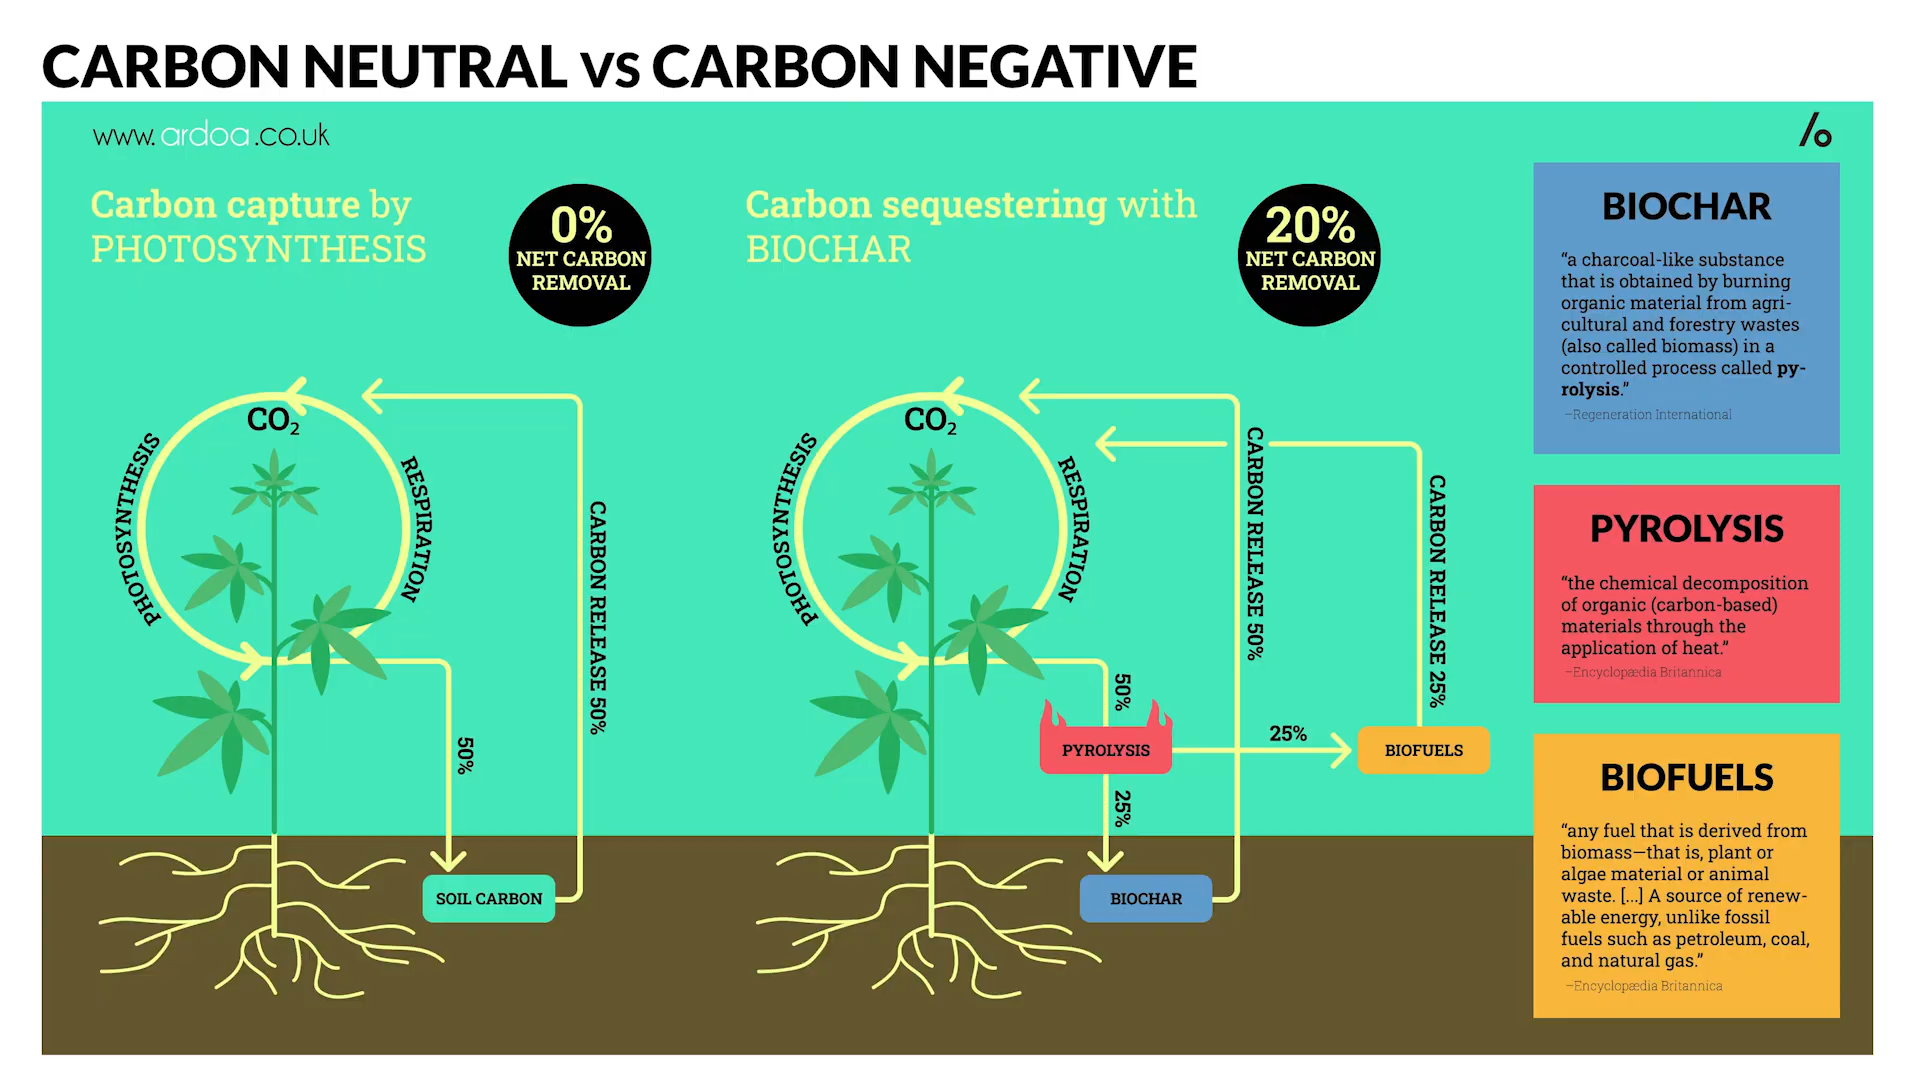 CARBON NEUTRAL VS CARBON NEGATIVE
www.ardoa.co.uk
Carbon capture by
PHOTOSYNTHESIS
0%
NET CARBON
REMOVAL
CO₂
PHOTOSYNTHESIS
RESPIRATION
CARBON RELEASE 50%
50%
SOIL CARBON
Carbon sequestering with
BIOCHAR
20%
NET CARBON
REMOVAL
CO₂
PHOTOSYNTHESIS
RESPIRATION
CARBON RELEASE 50%
CARBON RELEASE 25%
50%
PYROLYSIS
25%
BIOFUELS
25%
BIOCHAR
BIOCHAR
“a charcoal-like substance
that is obtained by burning
organic material from agri-
cultural and forestry wastes
(also called biomass) in a
controlled process called py-
rolysis.”
–Regeneration International
PYROLYSIS
“the chemical decomposition
of organic (carbon-based)
materials through the
application of heat.”
–Encyclopædia Britannica
BIOFUELS
“any fuel that is derived from
biomass—that is, plant or
algae material or animal
waste. [...] A source of renew-
able energy, unlike fossil
fuels such as petroleum, coal,
and natural gas.”
–Encyclopædia Britannica